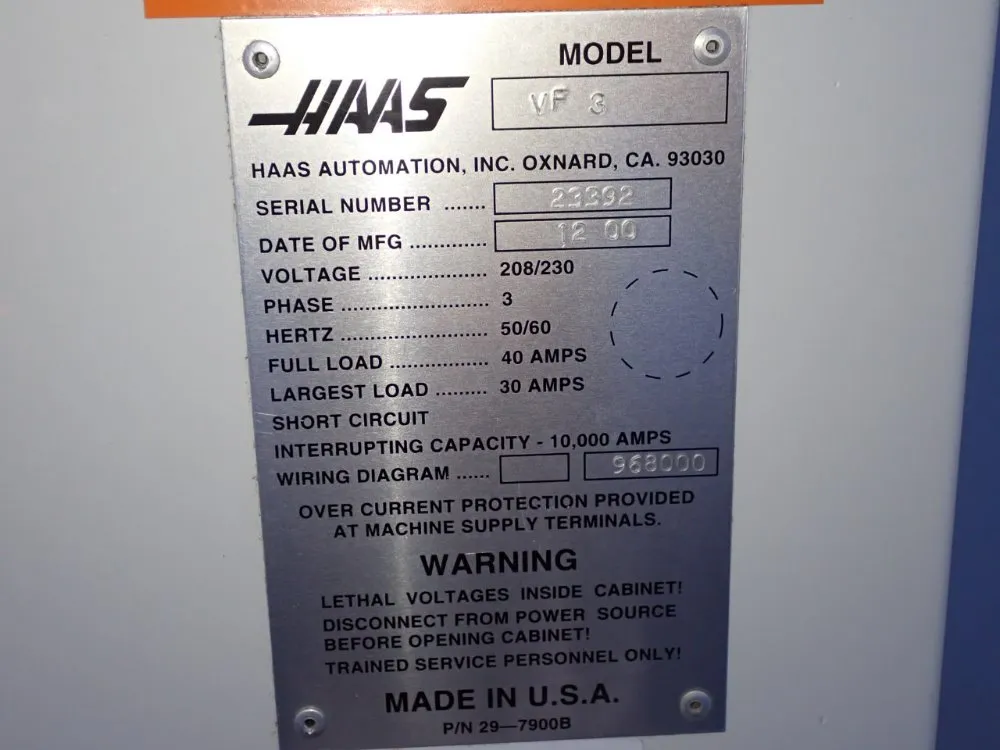 MODEL
HAAS
VF 3
HAAS AUTOMATION, INC. OXNARD, CA. 93030
SERIAL NUMBER ....... 23392
DATE OF MFG ............. 12 00
VOLTAGE .................... 208/230
PHASE ......................... 3
HERTZ ......................... 50/60
FULL LOAD ................. 40 AMPS
LARGEST LOAD ......... 30 AMPS
SHORT CIRCUIT
INTERRUPTING CAPACITY - 10,000 AMPS
WIRING DIAGRAM ...... 968000
OVER CURRENT PROTECTION PROVIDED
AT MACHINE SUPPLY TERMINALS.
WARNING
LETHAL VOLTAGES INSIDE CABINET!
DISCONNECT FROM POWER SOURCE
BEFORE OPENING CABINET!
TRAINED SERVICE PERSONNEL ONLY!
MADE IN U.S.A.
P/N 29—7900B